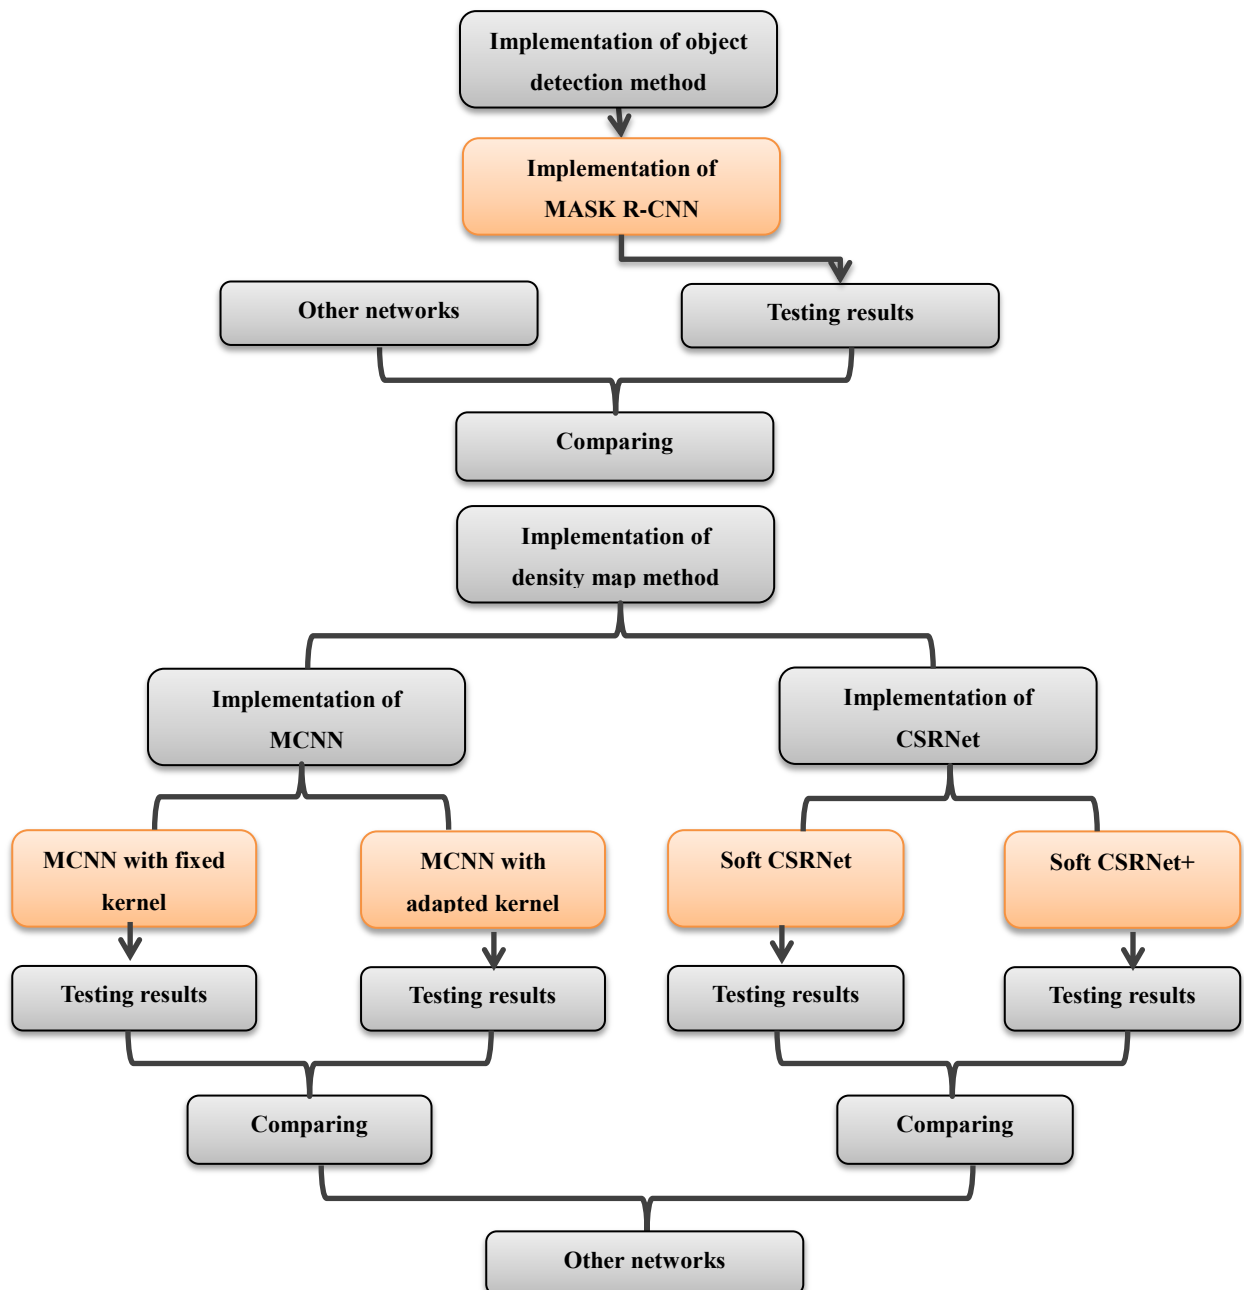 Implementation of object
detection method
Implementation of
MASK R-CNN
Other networks
Testing results
Comparing
Implementation of
density map method
Implementation of
MCNN
Implementation of
CSRNet
MCNN with fixed
kernel
MCNN with
adapted kernel
Soft CSRNet
Soft CSRNet+
Testing results
Testing results
Testing results
Testing results
Comparing
Comparing
Other networks